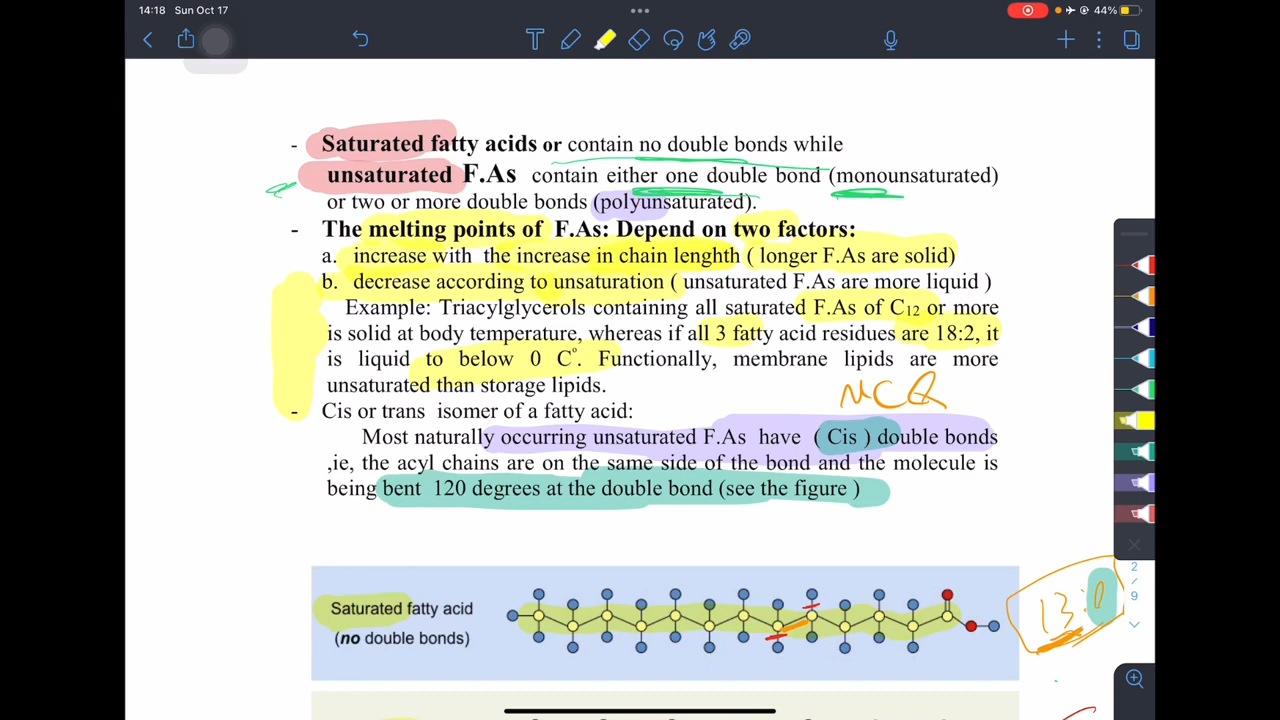 14:18 Sun Oct 17
44%
- Saturated fatty acids or contain no double bonds while
unsaturated F.As contain either one double bond (monounsaturated)
or two or more double bonds (polyunsaturated).
- The melting points of F.As: Depend on two factors:
a. increase with the increase in chain lenghth ( longer F.As are solid)
b. decrease according to unsaturation ( unsaturated F.As are more liquid )
Example: Triacylglycerols containing all saturated F.As of C₁₂ or more
is solid at body temperature, whereas if all 3 fatty acid residues are 18:2, it
is liquid to below 0 C°. Functionally, membrane lipids are more
unsaturated than storage lipids.
MCQ
- Cis or trans isomer of a fatty acid:
Most naturally occurring unsaturated F.As have ( Cis ) double bonds
,ie, the acyl chains are on the same side of the bond and the molecule is
being bent 120 degrees at the double bond (see the figure )
Saturated fatty acid
(no double bonds)
13:0
2
/
9